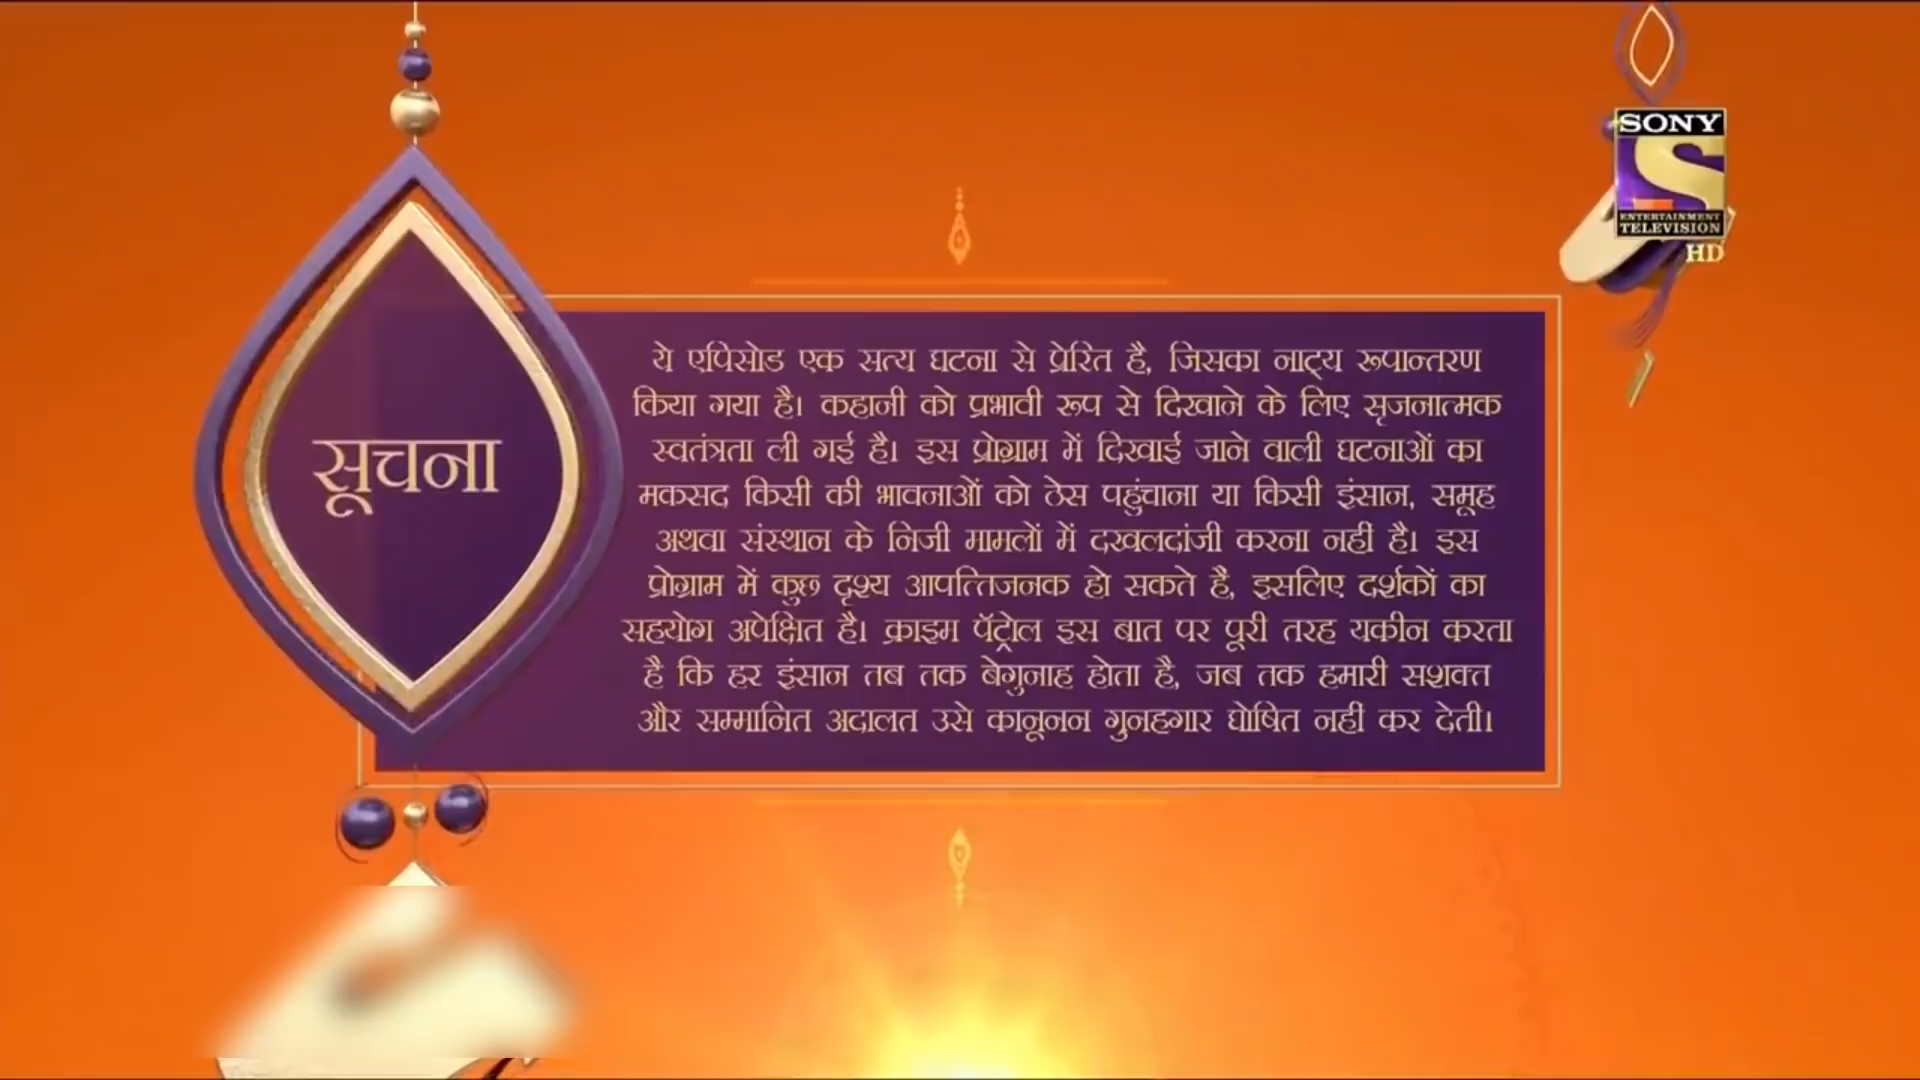 सूचना
ये एपिसोड एक सत्य घटना से प्रेरित है, जिसका नाट्य रूपान्तरण
किया गया है। कहानी को प्रभावी रूप से दिखाने के लिए सृजनात्मक
स्वतंत्रता ली गई है। इस प्रोग्राम में दिखाई जाने वाली घटनाओं का
मकसद किसी की भावनाओं को ठेस पहुंचाना या किसी इंसान, समूह
अथवा संस्थान के निजी मामलों में दखलदांजी करना नहीं है। इस
प्रोग्राम में कुछ दृश्य आपत्तिजनक हो सकते हैं, इसलिए दर्शकों का
सहयोग अपेक्षित है। क्राइम पॅट्रोल इस बात पर पूरी तरह यकीन करता
है कि हर इंसान तब तक बेगुनाह होता है, जब तक हमारी सशक्त
और सम्मानित अदालत उसे कानूनन गुनहगार घोषित नहीं कर देती।
SONY
ENTERTAINMENT
TELEVISION
HD